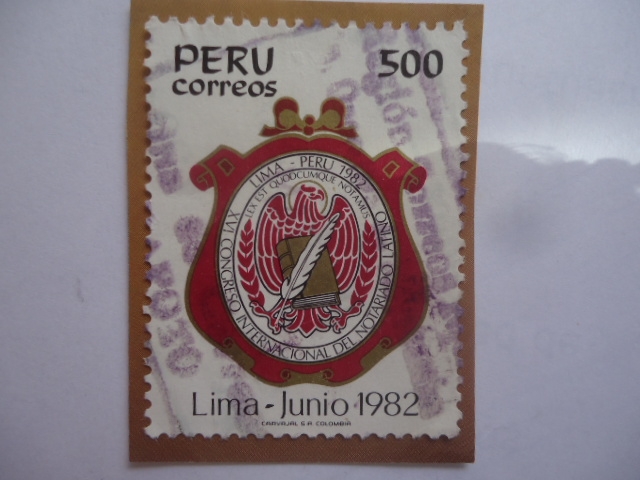 PERU
correos
500
LIMA - PERU 1982
LEX EST QUODCUMQUE NOTAMUS
XVI CONGRESO INTERNACIONAL DEL NOTARIADO LATINO
Lima - Junio 1982
CARVAJAL S A COLOMBIA